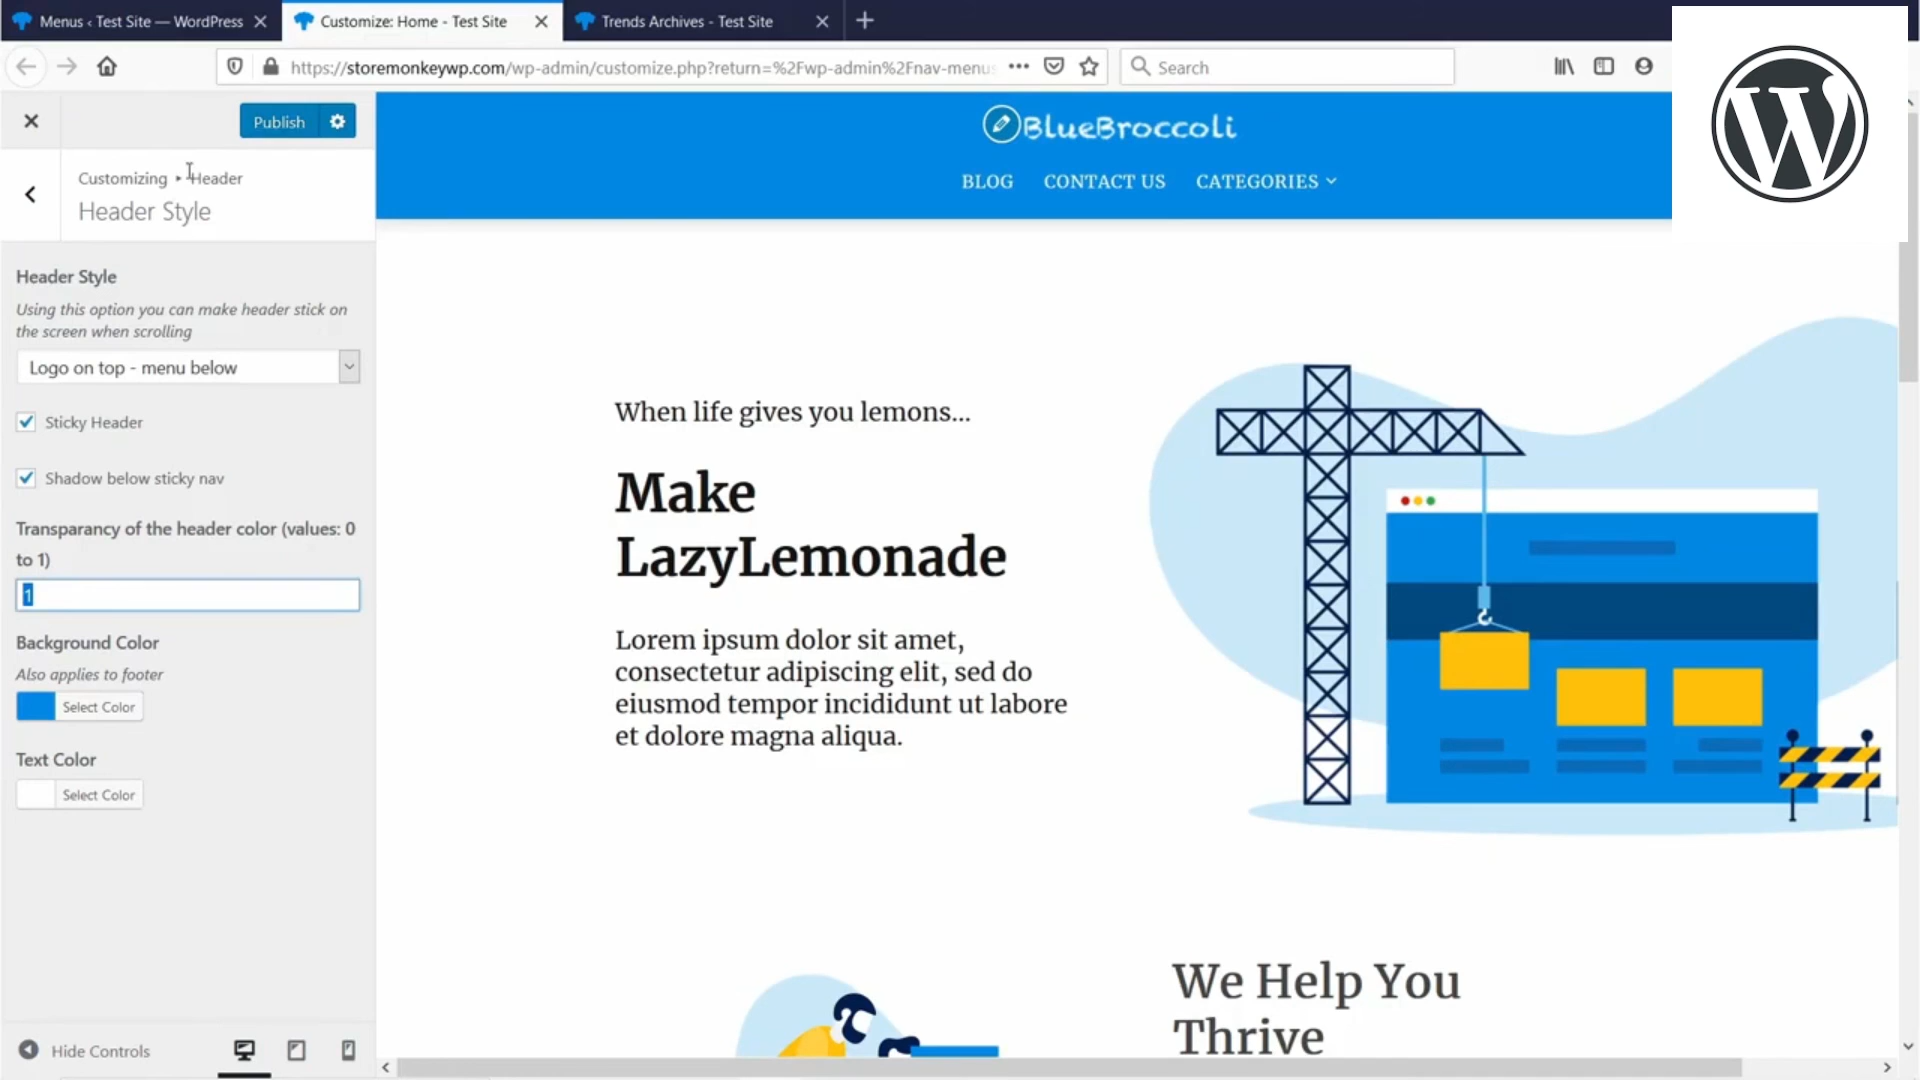 Menus ‹ Test Site — WordPress
Customize: Home - Test Site
Trends Archives - Test Site
https://storemonkeywp.com/wp-admin/customize.php?return=%2Fwp-admin%2Fnav-menus
Search
Publish
Customizing ▸ Header
Header Style
Header Style
Using this option you can make header stick on
the screen when scrolling
Logo on top - menu below
Sticky Header
Shadow below sticky nav
Transparancy of the header color (values: 0
to 1)
1
Background Color
Also applies to footer
Select Color
Text Color
Select Color
Hide Controls
BlueBroccoli
BLOG CONTACT US CATEGORIES
When life gives you lemons...
Make
LazyLemonade
Lorem ipsum dolor sit amet,
consectetur adipiscing elit, sed do
eiusmod tempor incididunt ut labore
et dolore magna aliqua.
We Help You
Thrive
W